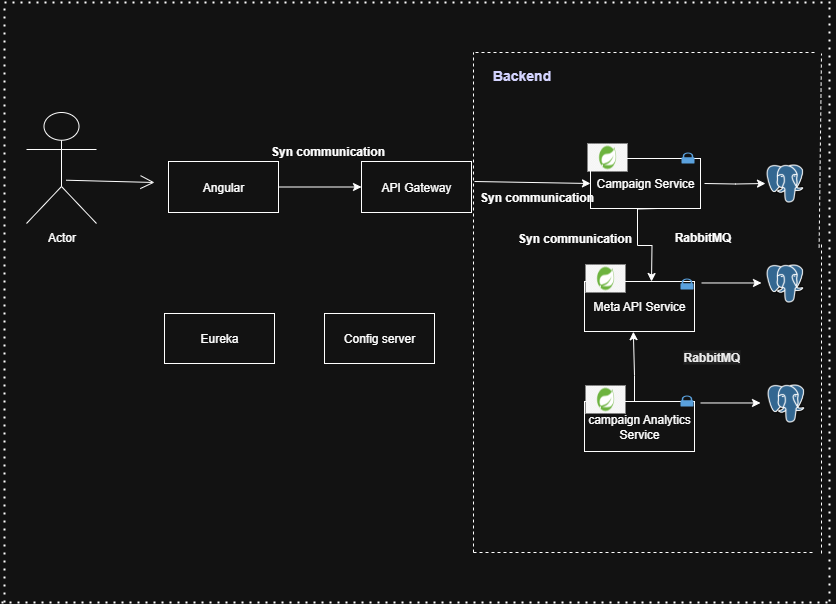 Backend
Syn communication
Angular
API Gateway
Campaign Service
Syn communication
Actor
Syn communication
RabbitMQ
Meta API Service
Eureka
Config server
RabbitMQ
campaign Analytics
Service